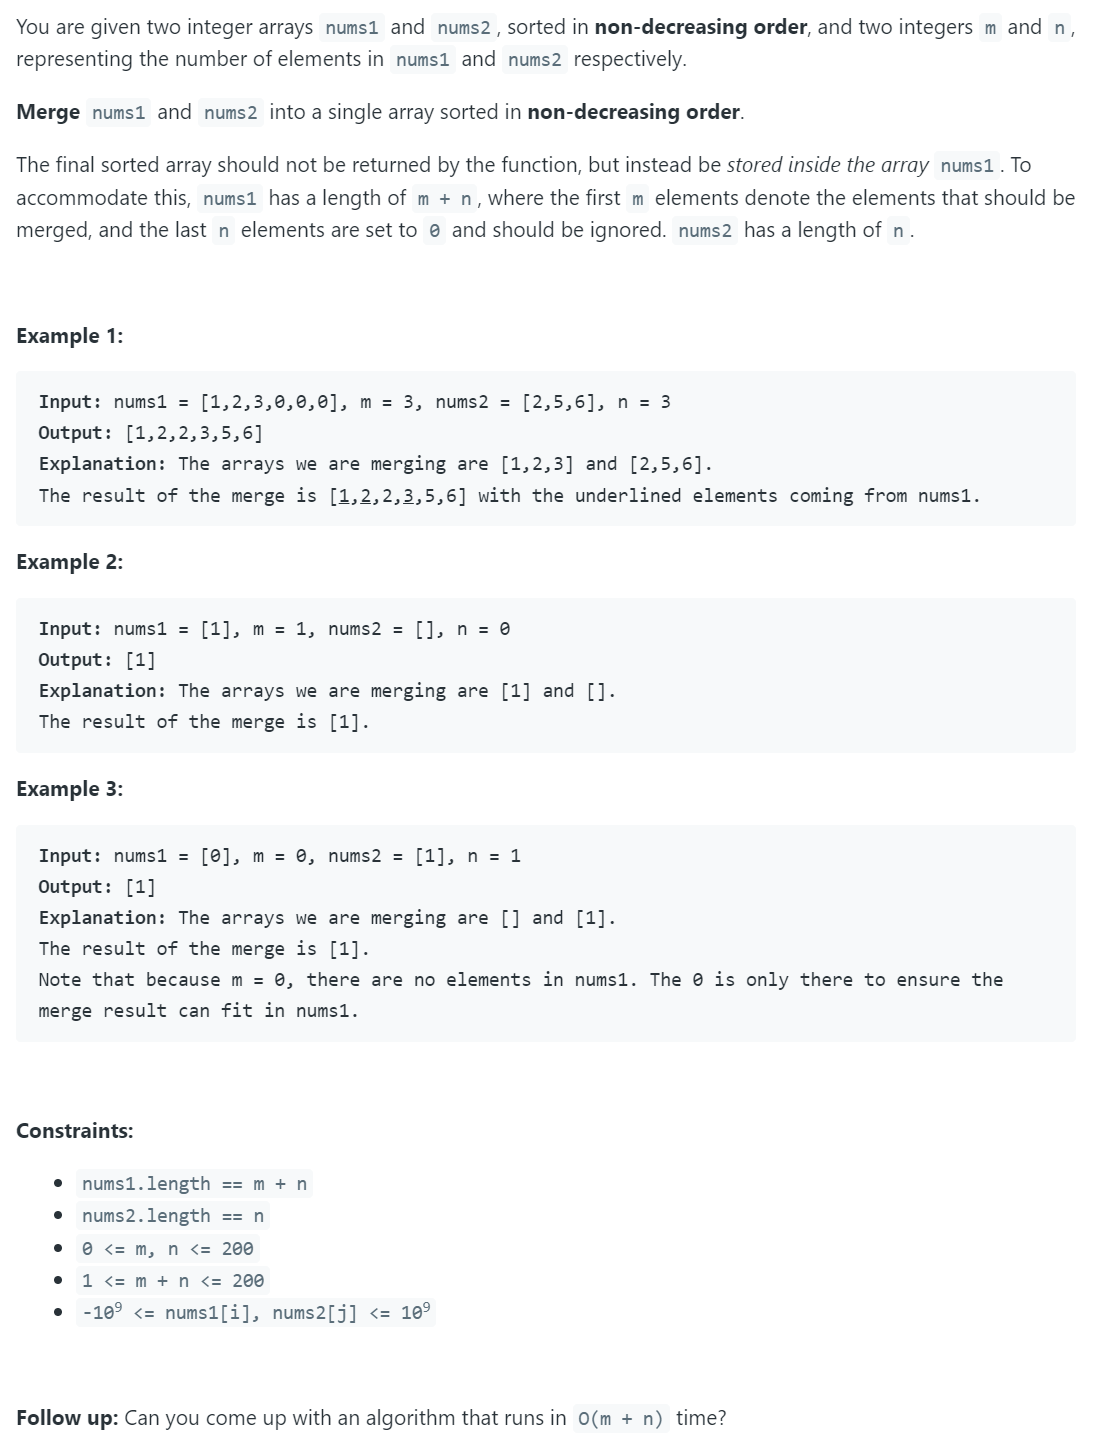 You are given two integer arrays nums1 and nums2, sorted in non-decreasing order, and two integers m and n,
representing the number of elements in nums1 and nums2 respectively.
Merge nums1 and nums2 into a single array sorted in non-decreasing order.
The final sorted array should not be returned by the function, but instead be stored inside the array nums1. To
accommodate this, nums1 has a length of m + n, where the first m elements denote the elements that should be
merged, and the last n elements are set to 0 and should be ignored. nums2 has a length of n.
Example 1:
Input: nums1 = [1,2,3,0,0,0], m = 3, nums2 = [2,5,6], n = 3
Output: [1,2,2,3,5,6]
Explanation: The arrays we are merging are [1,2,3] and [2,5,6].
The result of the merge is [1,2,2,3,5,6] with the underlined elements coming from nums1.
Example 2:
Input: nums1 = [1], m = 1, nums2 = [], n = 0
Output: [1]
Explanation: The arrays we are merging are [1] and [].
The result of the merge is [1].
Example 3:
Input: nums1 = [0], m = 0, nums2 = [1], n = 1
Output: [1]
Explanation: The arrays we are merging are [] and [1].
The result of the merge is [1].
Note that because m = 0, there are no elements in nums1. The 0 is only there to ensure the
merge result can fit in nums1.
Constraints:
• nums1.length == m + n
• nums2.length == n
• 0 <= m, n <= 200
• 1 <= m + n <= 200
• -10⁹ <= nums1[i], nums2[j] <= 10⁹
Follow up: Can you come up with an algorithm that runs in O(m + n) time?